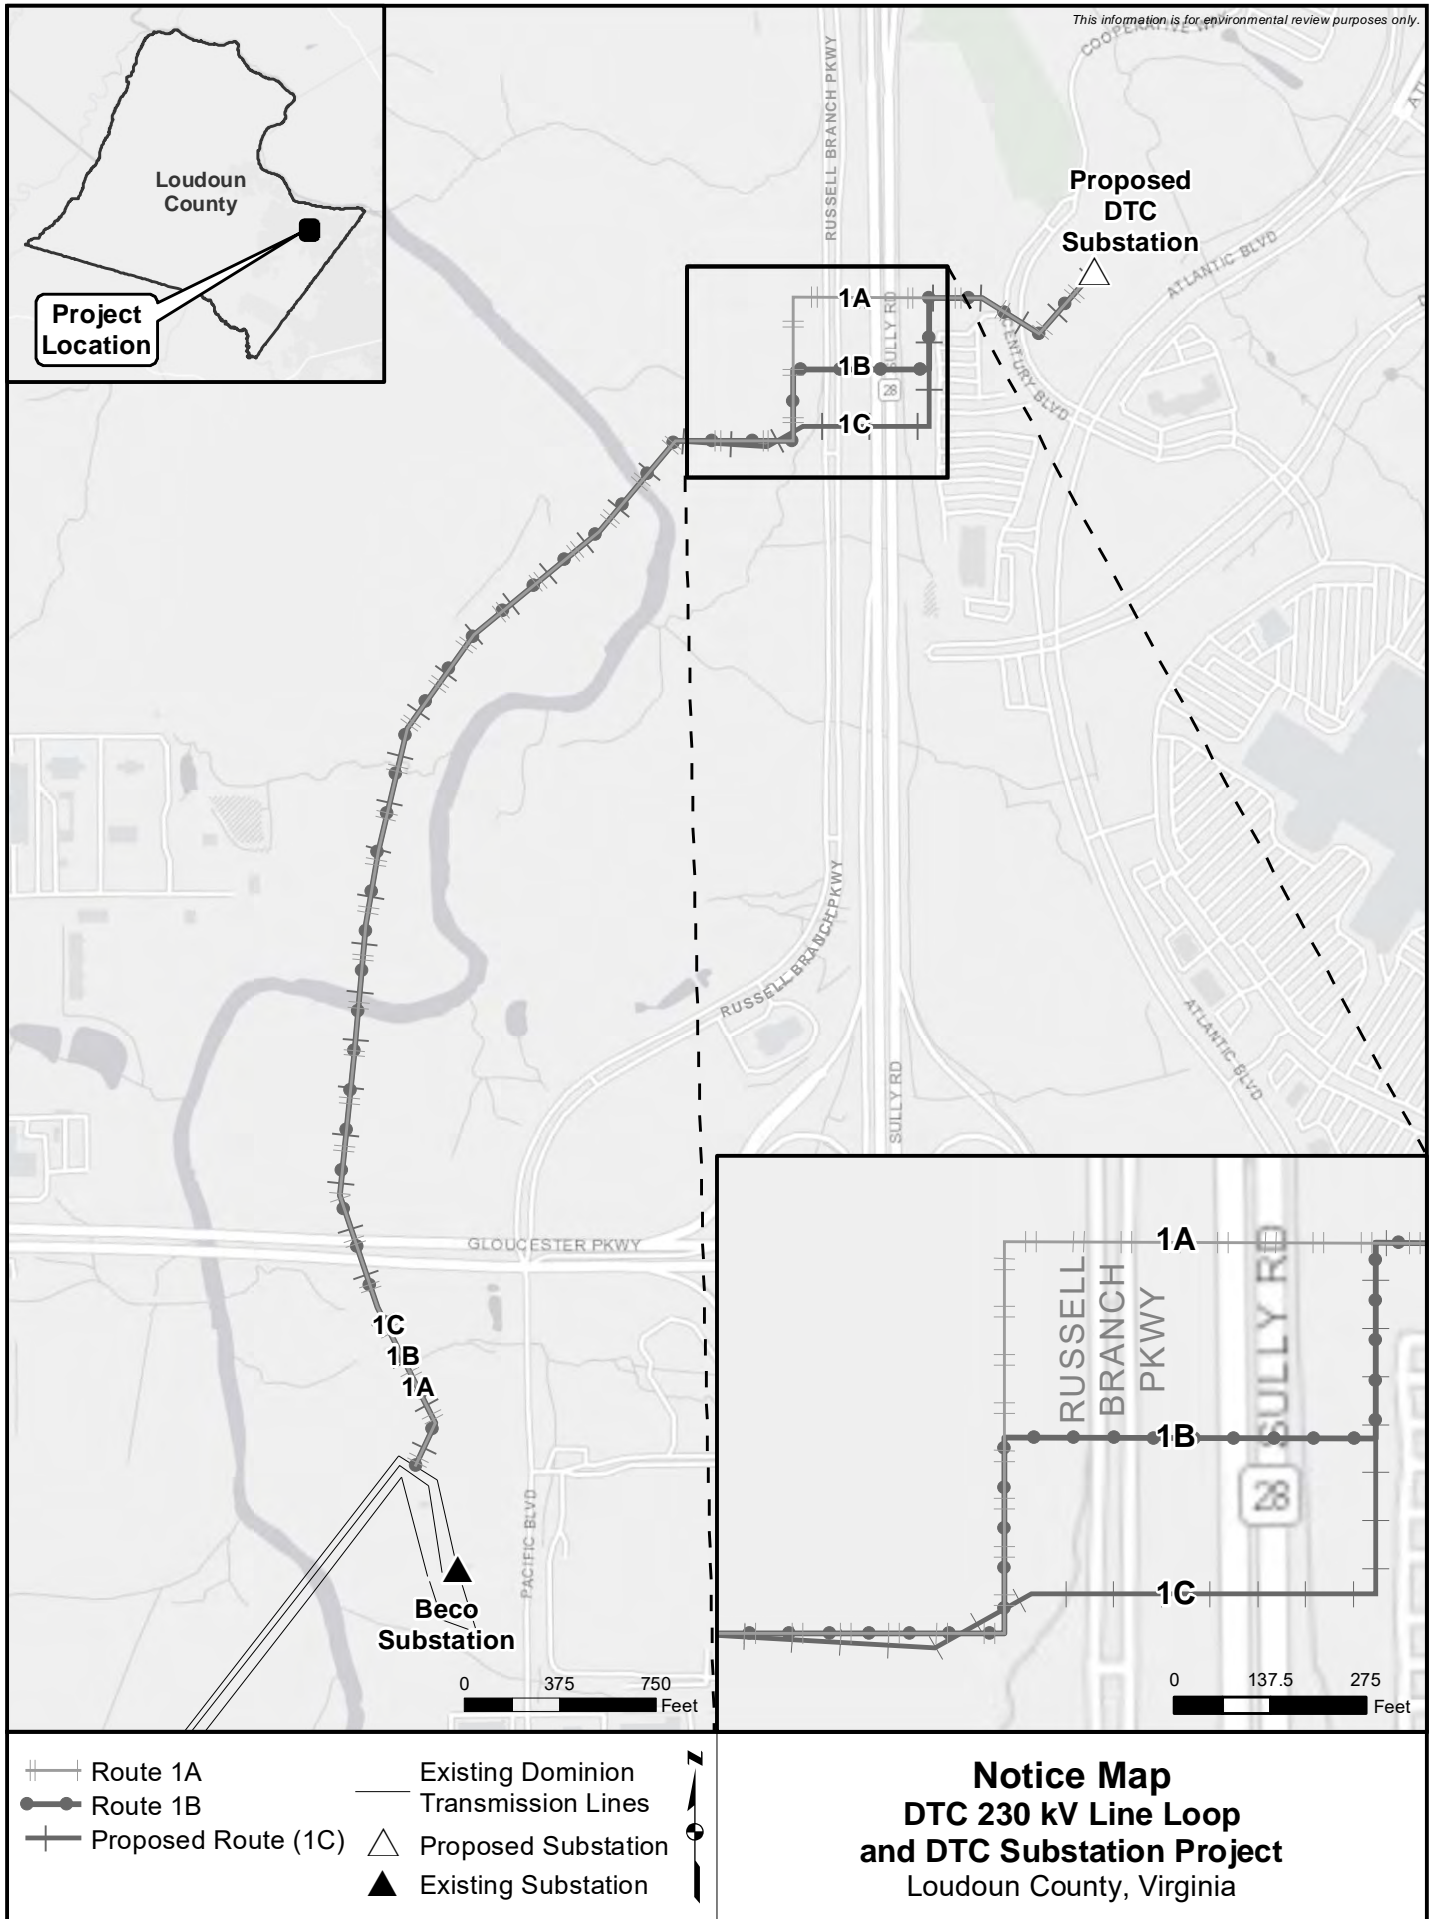 This information is for environmental review purposes only.
Loudoun
County
Project
Location
COOPERATIVE WAY
RUSSELL BRANCH PKWY
Proposed
DTC
Substation
ATLANTIC BLVD
1A
SULLY RD
1B
28
CENTURY BLVD
1C
RUSSELL BRANCH PKWY
ATLANTIC BLVD
SULLY RD
GLOUCESTER PKWY
1C
1B
1A
PACIFIC BLVD
Beco
Substation
0 375 750
Feet
1A
RUSSELL
BRANCH
PKWY
SULLY RD
1B
28
1C
0 137.5 275
Feet
Route 1A
Route 1B
Proposed Route (1C)
Existing Dominion
Transmission Lines
Proposed Substation
Existing Substation
N
Notice Map
DTC 230 kV Line Loop
and DTC Substation Project
Loudoun County, Virginia